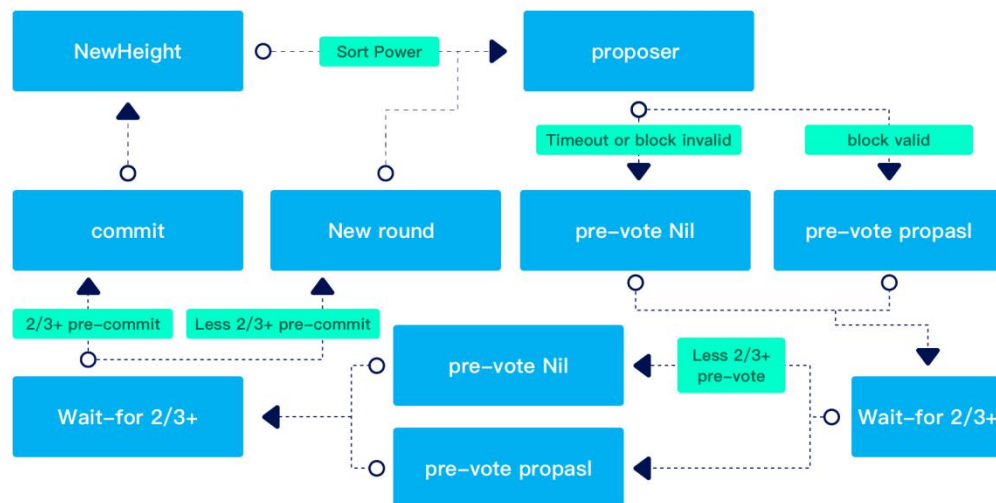 NewHeight
Sort Power
proposer
Timeout or block invalid
block valid
commit
New round
pre-vote Nil
pre-vote propasl
2/3+ pre-commit
Less 2/3+ pre-commit
pre-vote Nil
Less 2/3+
pre-vote
Wait-for 2/3+
Wait-for 2/3+
pre-vote propasl